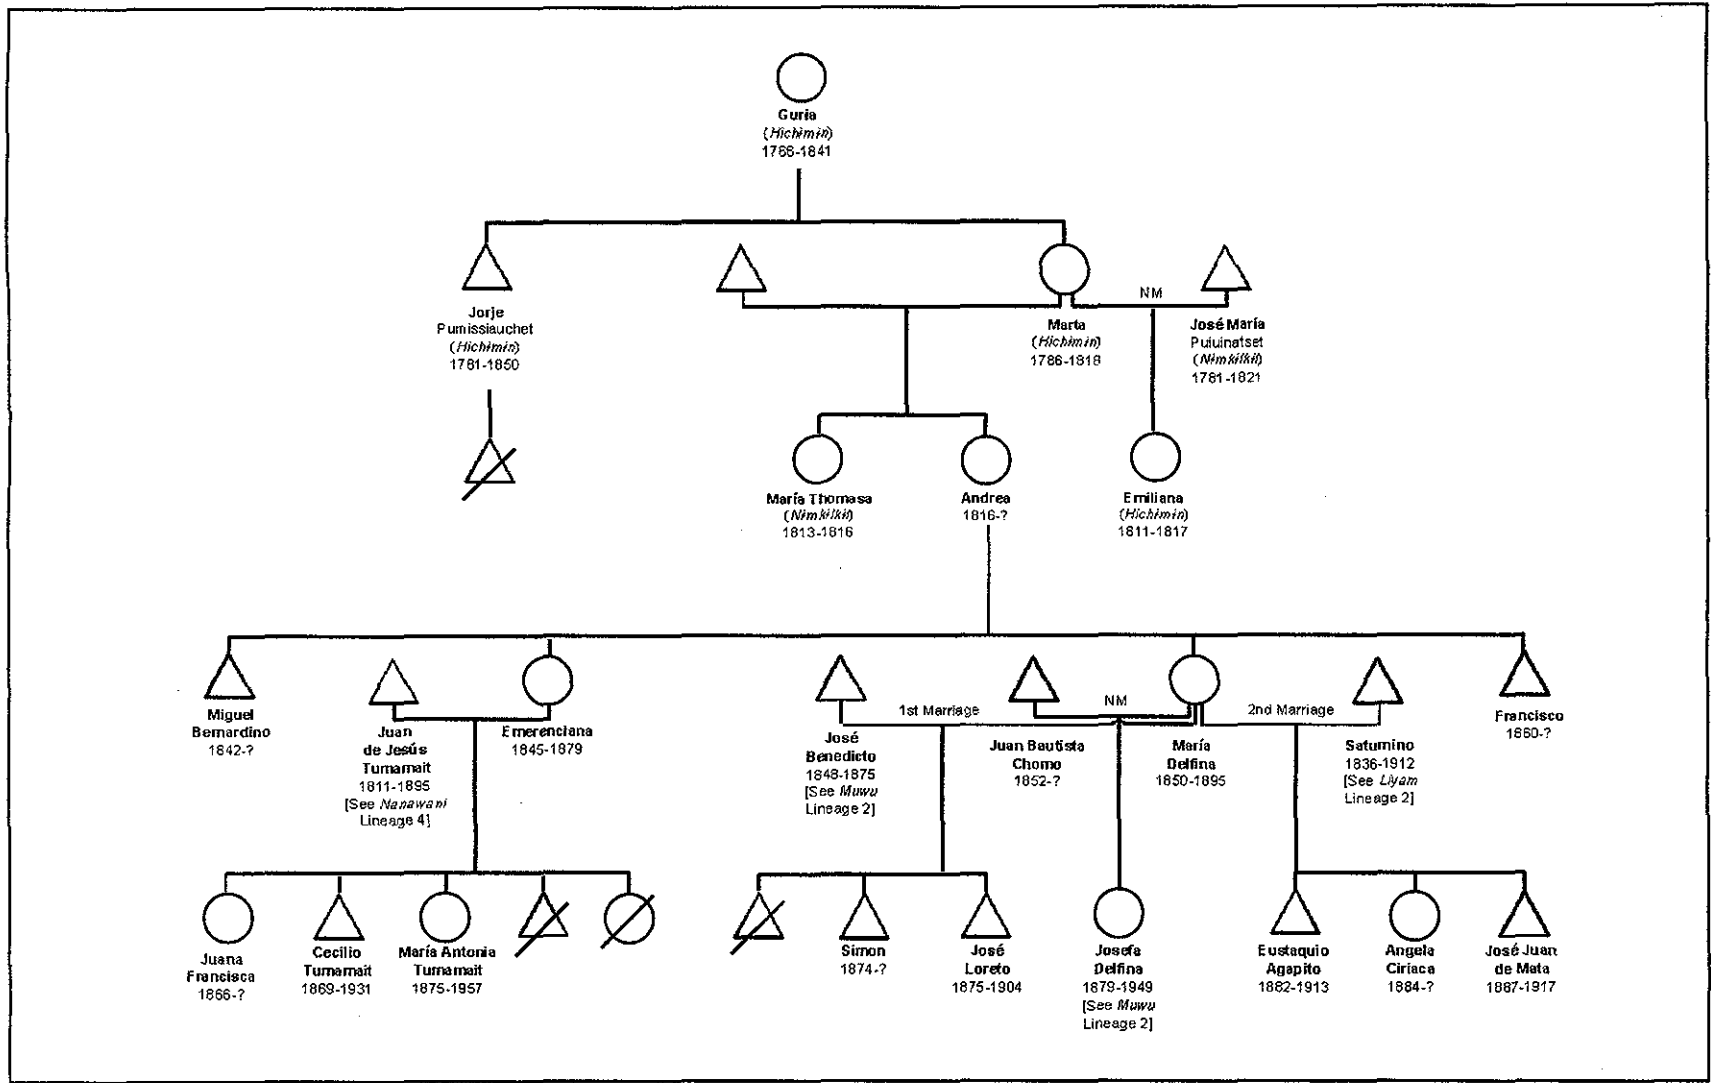 Guria
(Hichimin)
1766-1841
Jorje
Pumissiauchet
(Hichimin)
1781-1850
NM
Marta
(Hichimin)
1786-1818
José María
Puluinatset
(Nimkilkil)
1781-1821
María Thomasa
(Nimkilkil)
1813-1816
Andrea
1816-?
Emiliana
(Hichimin)
1811-1817
Miguel
Bernardino
1842-?
Juan
de Jesús
Tumamait
1811-1895
[See Nanawani
Lineage 4]
Emerenciana
1845-1879
1st Marriage
José
Benedicto
1848-1875
[See Muwu
Lineage 2]
NM
Juan Bautista
Chomo
1852-?
María
Delfina
1850-1895
2nd Marriage
Saturnino
1836-1912
[See Liyam
Lineage 2]
Francisco
1860-?
Juana
Francisca
1866-?
Cecilio
Tumamait
1869-1931
María Antonia
Tumamait
1875-1957
Simon
1874-?
José
Loreto
1875-1904
Josefa
Delfina
1879-1949
[See Muwu
Lineage 2]
Eustaquio
Agapito
1882-1913
Angela
Ciriaca
1884-?
José Juan
de Mata
1887-1917